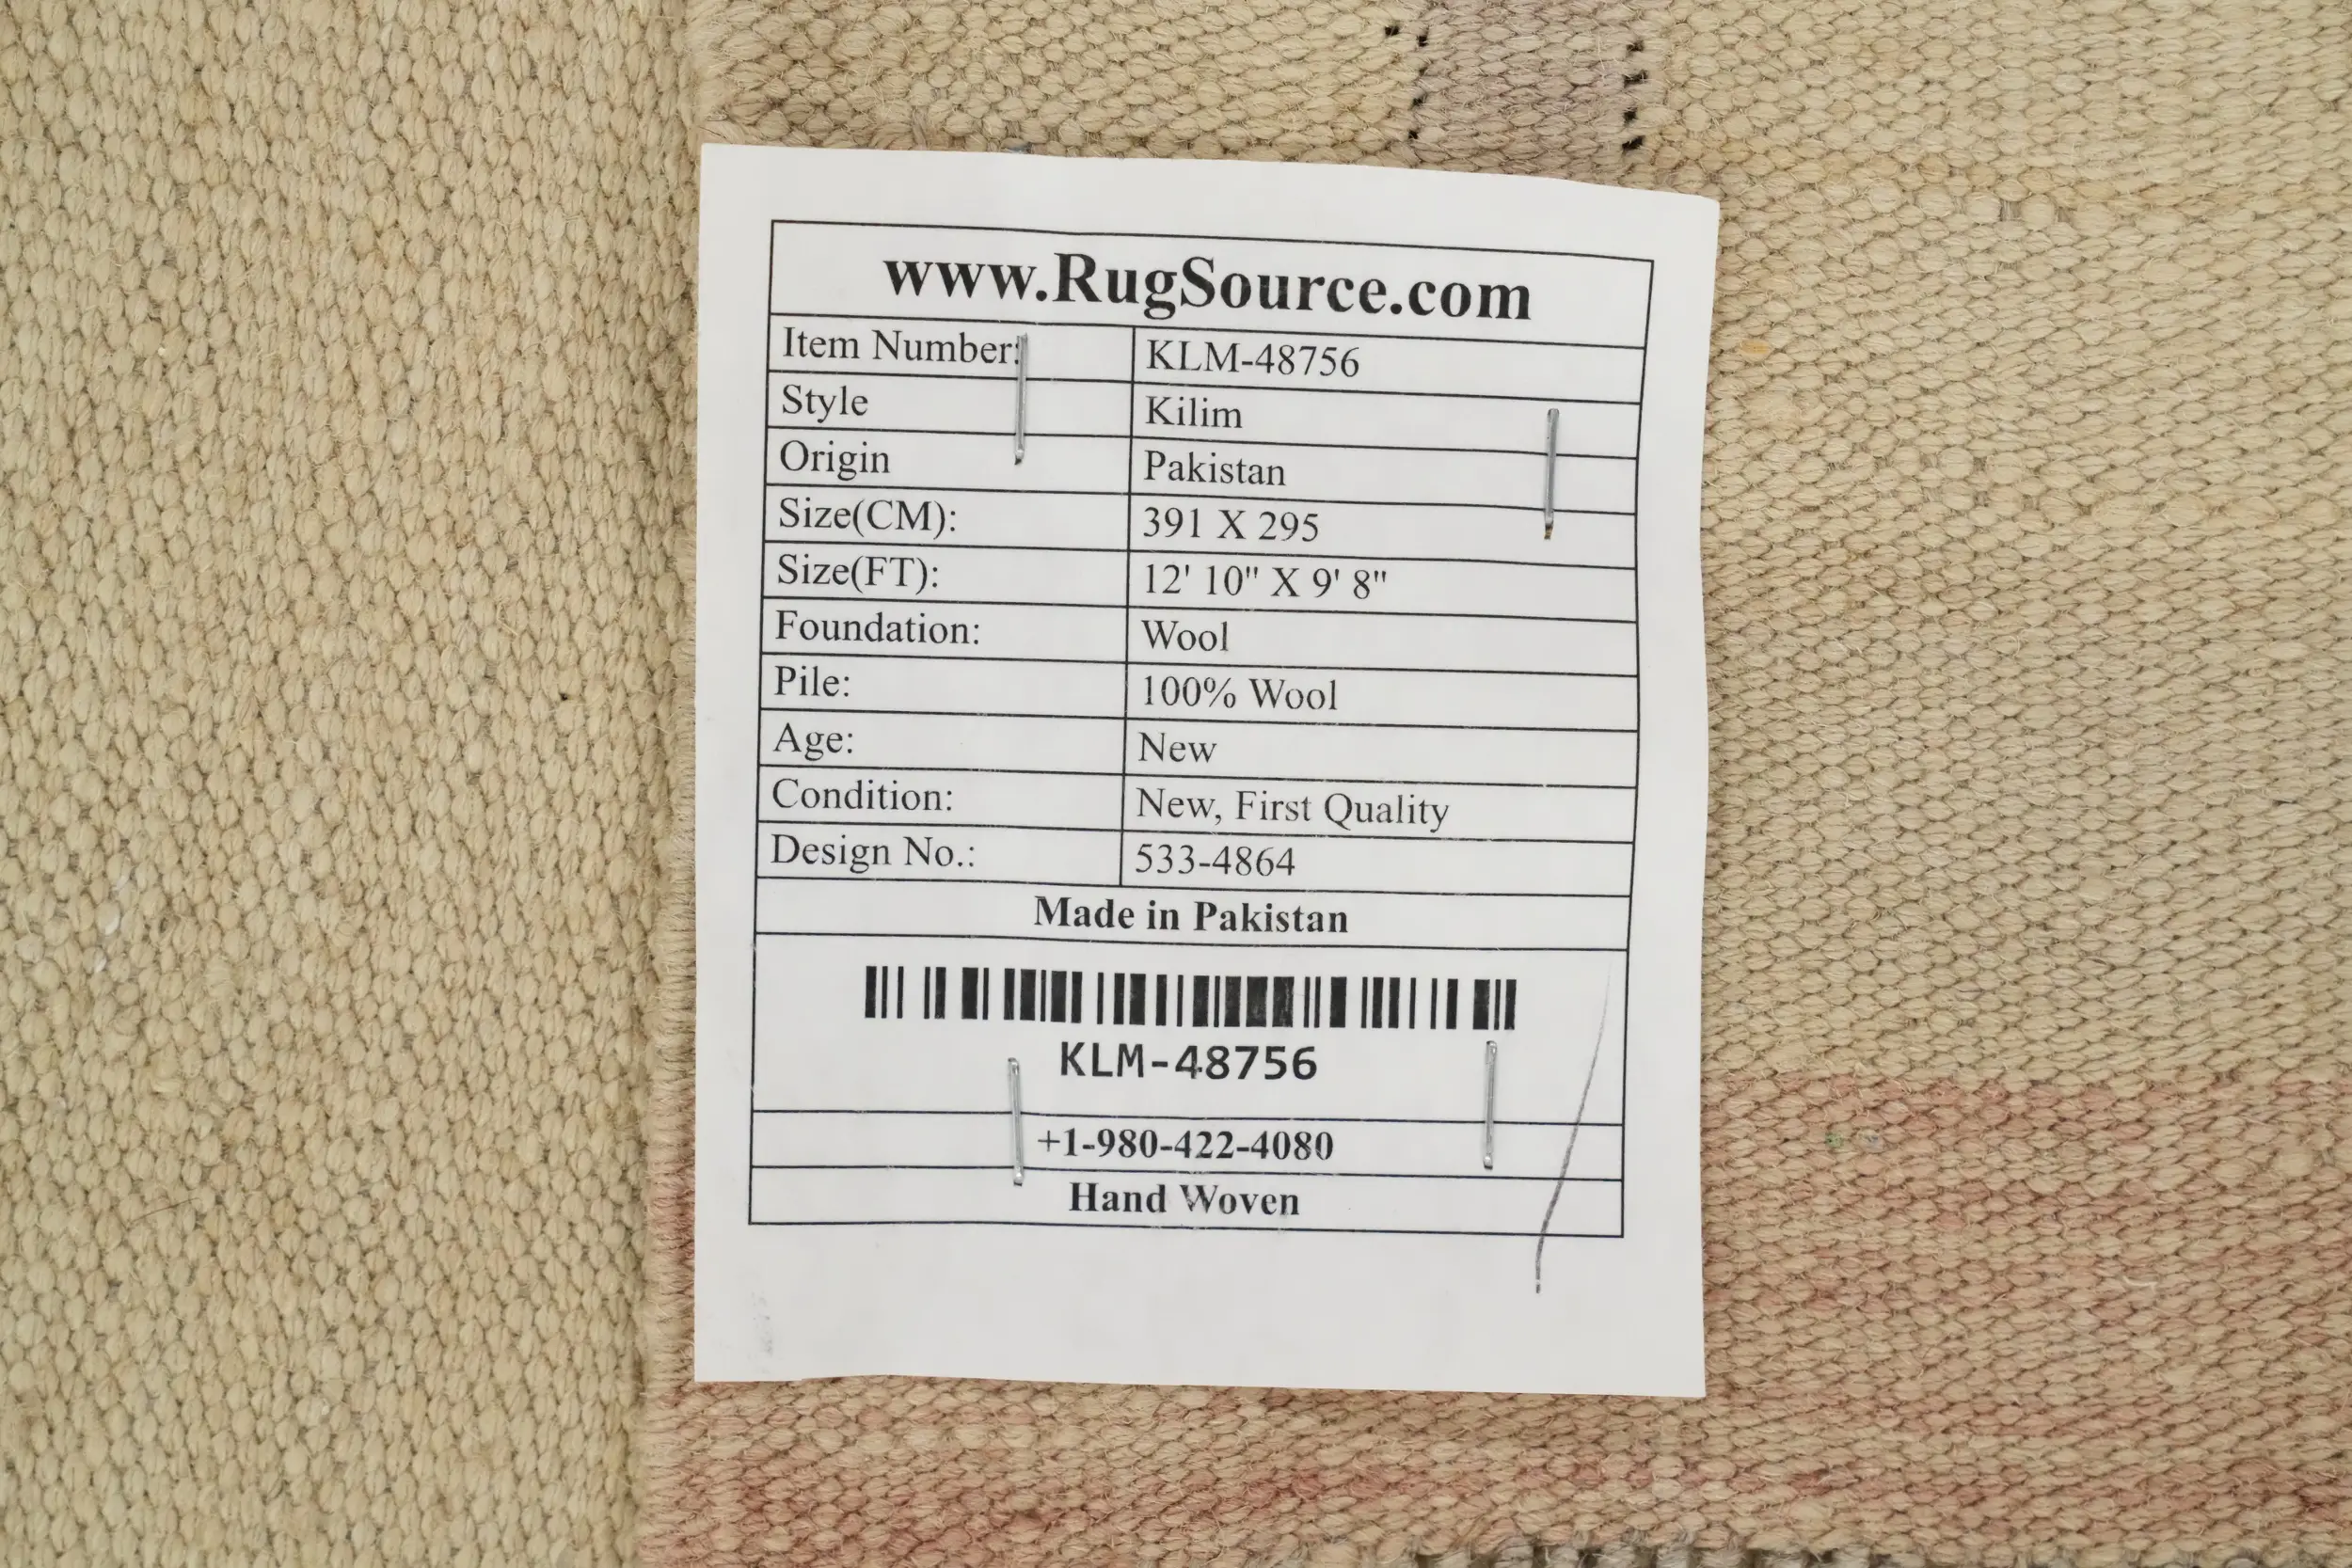 www.RugSource.com
Item Number: KLM-48756
Style Kilim
Origin Pakistan
Size(CM): 391 X 295
Size(FT): 12' 10" X 9' 8"
Foundation: Wool
Pile: 100% Wool
Age: New
Condition: New, First Quality
Design No.: 533-4864
Made in Pakistan
KLM-48756
+1-980-422-4080
Hand Woven